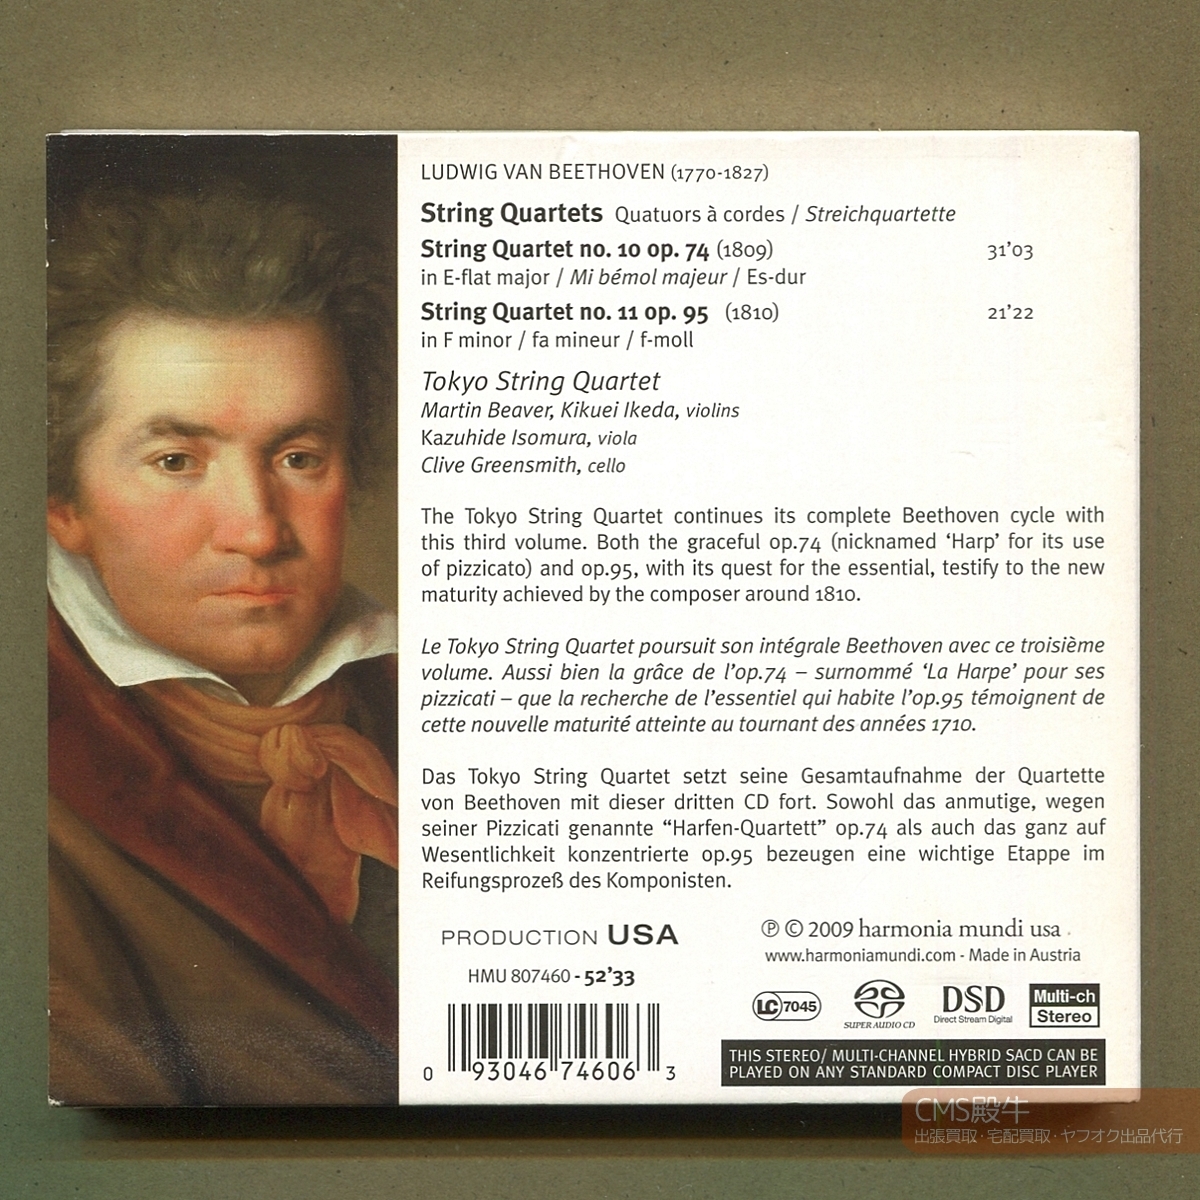 LUDWIG VAN BEETHOVEN (1770-1827)
String Quartets Quatuors à cordes / Streichquartette
String Quartet no. 10 op. 74 (1809) 31’03
in E-flat major / Mi bémol majeur / Es-dur
String Quartet no. 11 op. 95 (1810) 21’22
in F minor / fa mineur / f-moll
Tokyo String Quartet
Martin Beaver, Kikuei Ikeda, violins
Kazuhide Isomura, viola
Clive Greensmith, cello
The Tokyo String Quartet continues its complete Beethoven cycle with
this third volume. Both the graceful op.74 (nicknamed ‘Harp’ for its use
of pizzicato) and op.95, with its quest for the essential, testify to the new
maturity achieved by the composer around 1810.
Le Tokyo String Quartet poursuit son intégrale Beethoven avec ce troisième
volume. Aussi bien la grâce de l’op.74 – surnommé ‘La Harpe’ pour ses
pizzicati – que la recherche de l’essentiel qui habite l’op.95 témoignent de
cette nouvelle maturité atteinte au tournant des années 1710.
Das Tokyo String Quartet setzt seine Gesamtaufnahme der Quartette
von Beethoven mit dieser dritten CD fort. Sowohl das anmutige, wegen
seiner Pizzicati genannte “Harfen-Quartett” op.74 als auch das ganz auf
Wesentlichkeit konzentrierte op.95 bezeugen eine wichtige Etappe im
Reifungsprozeß des Komponisten.
PRODUCTION USA
HMU 807460 - 52’33
0 93046 74606 3
℗ © 2009 harmonia mundi usa
www.harmoniamundi.com - Made in Austria
LC 7045
SUPER AUDIO CD
DSD
Direct Stream Digital
Multi-ch
Stereo
THIS STEREO/ MULTI-CHANNEL HYBRID SACD CAN BE
PLAYED ON ANY STANDARD COMPACT DISC PLAYER
CMS殿牛
出張買取・宅配買取・ヤフオク出品代行